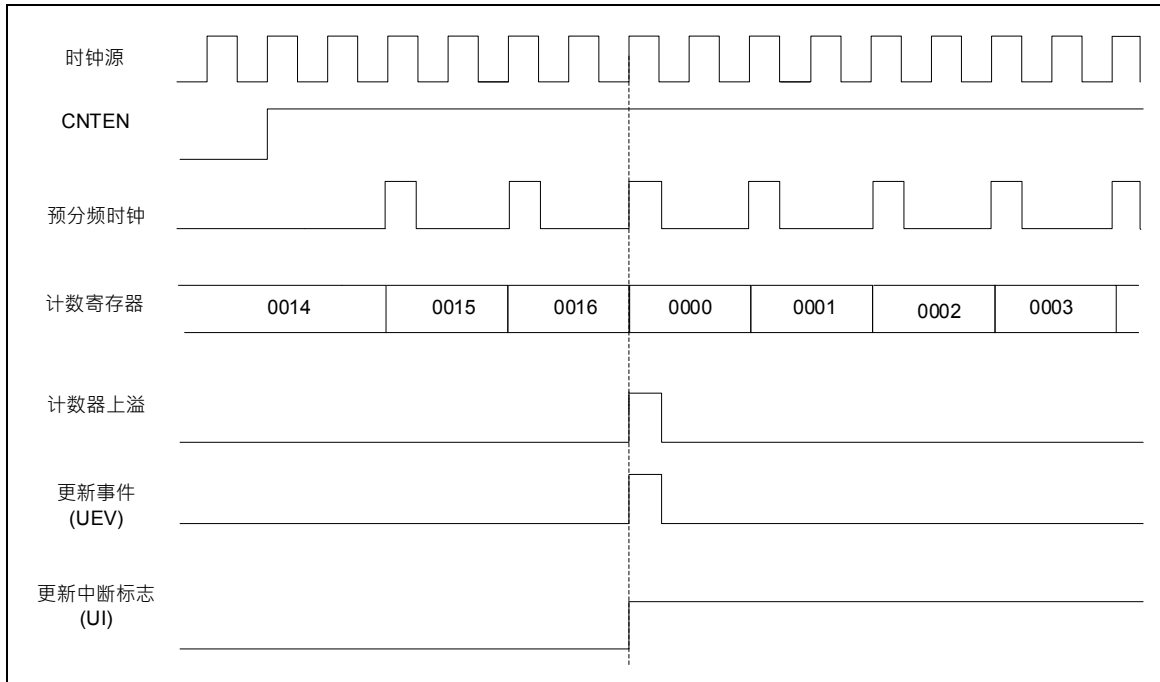 时钟源
CNTEN
预分频时钟
计数寄存器
0014 0015 0016 0000 0001 0002 0003
计数器上溢
更新事件
(UEV)
更新中断标志
(UI)